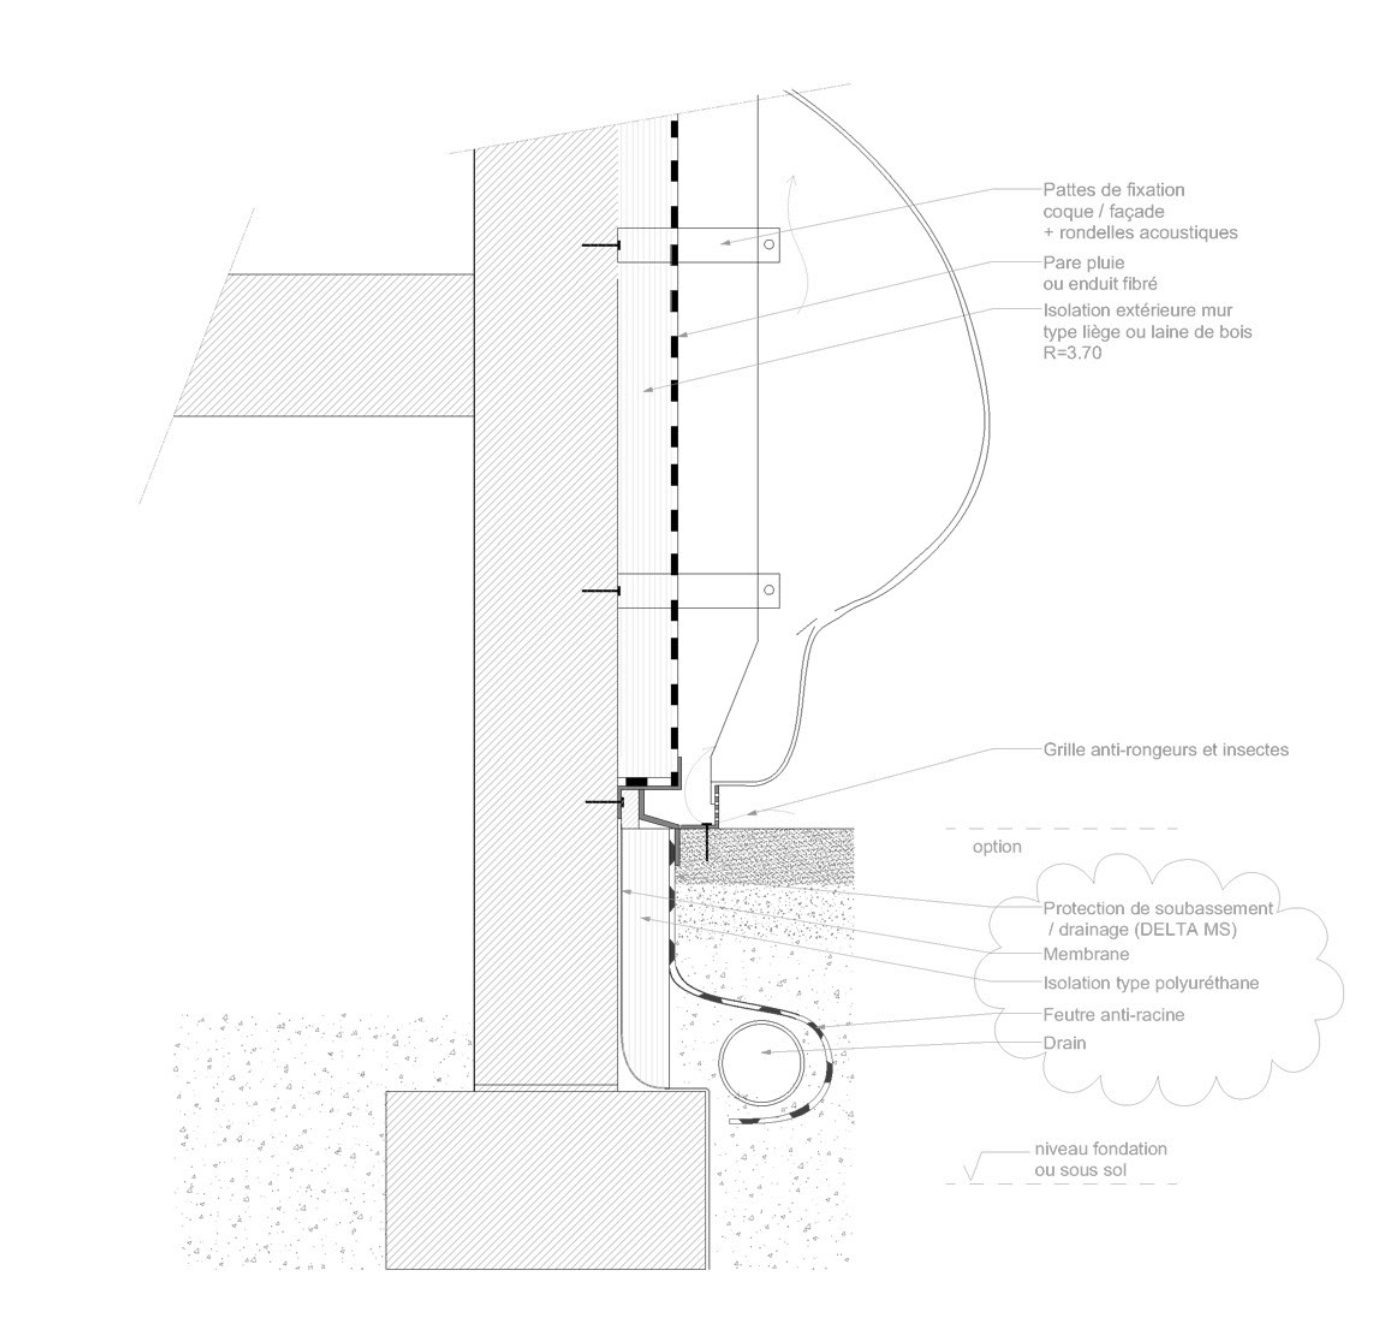 Pattes de fixation
coque / façade
+ rondelles acoustiques
Pare pluie
ou enduit fibré
Isolation extérieure mur
type liège ou laine de bois
R=3.70
Grille anti-rongeurs et insectes
option
Protection de soubassement
/ drainage (DELTA MS)
Membrane
Isolation type polyuréthane
Feutre anti-racine
Drain
niveau fondation
ou sous sol